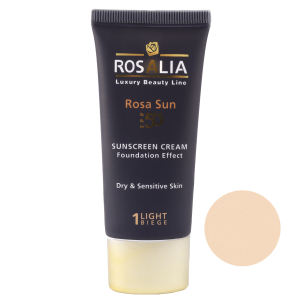 ROSALIA
Luxury Beauty Line
Rosa Sun
SUNSCREEN CREAM
Foundation Effect
Dry & Sensitive Skin
1 LIGHT
BIEGE